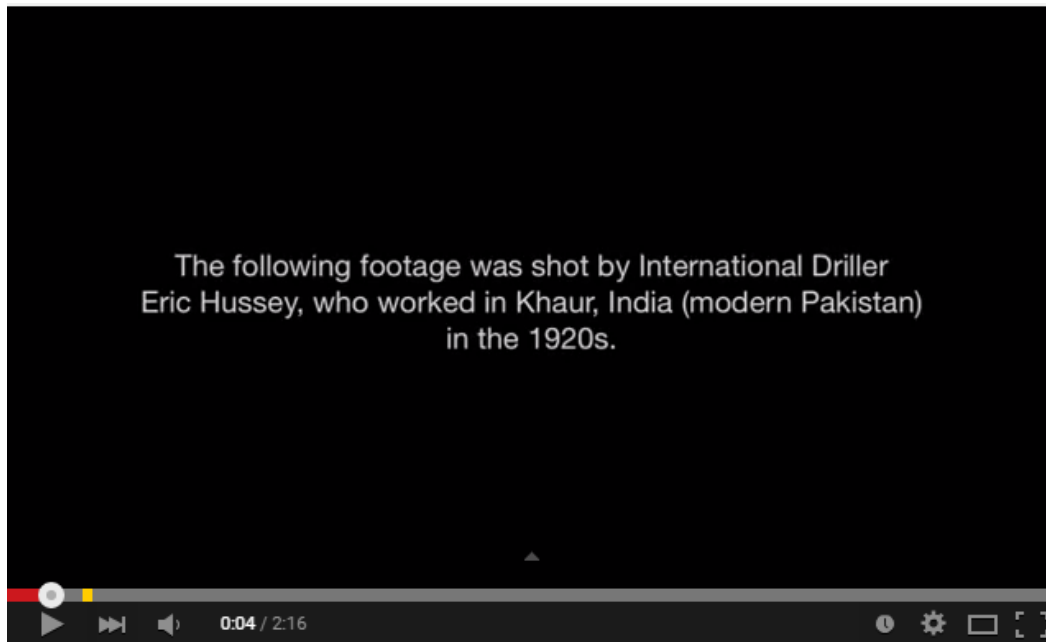 The following footage was shot by International Driller
Eric Hussey, who worked in Khaur, India (modern Pakistan)
in the 1920s.
0:04 / 2:16